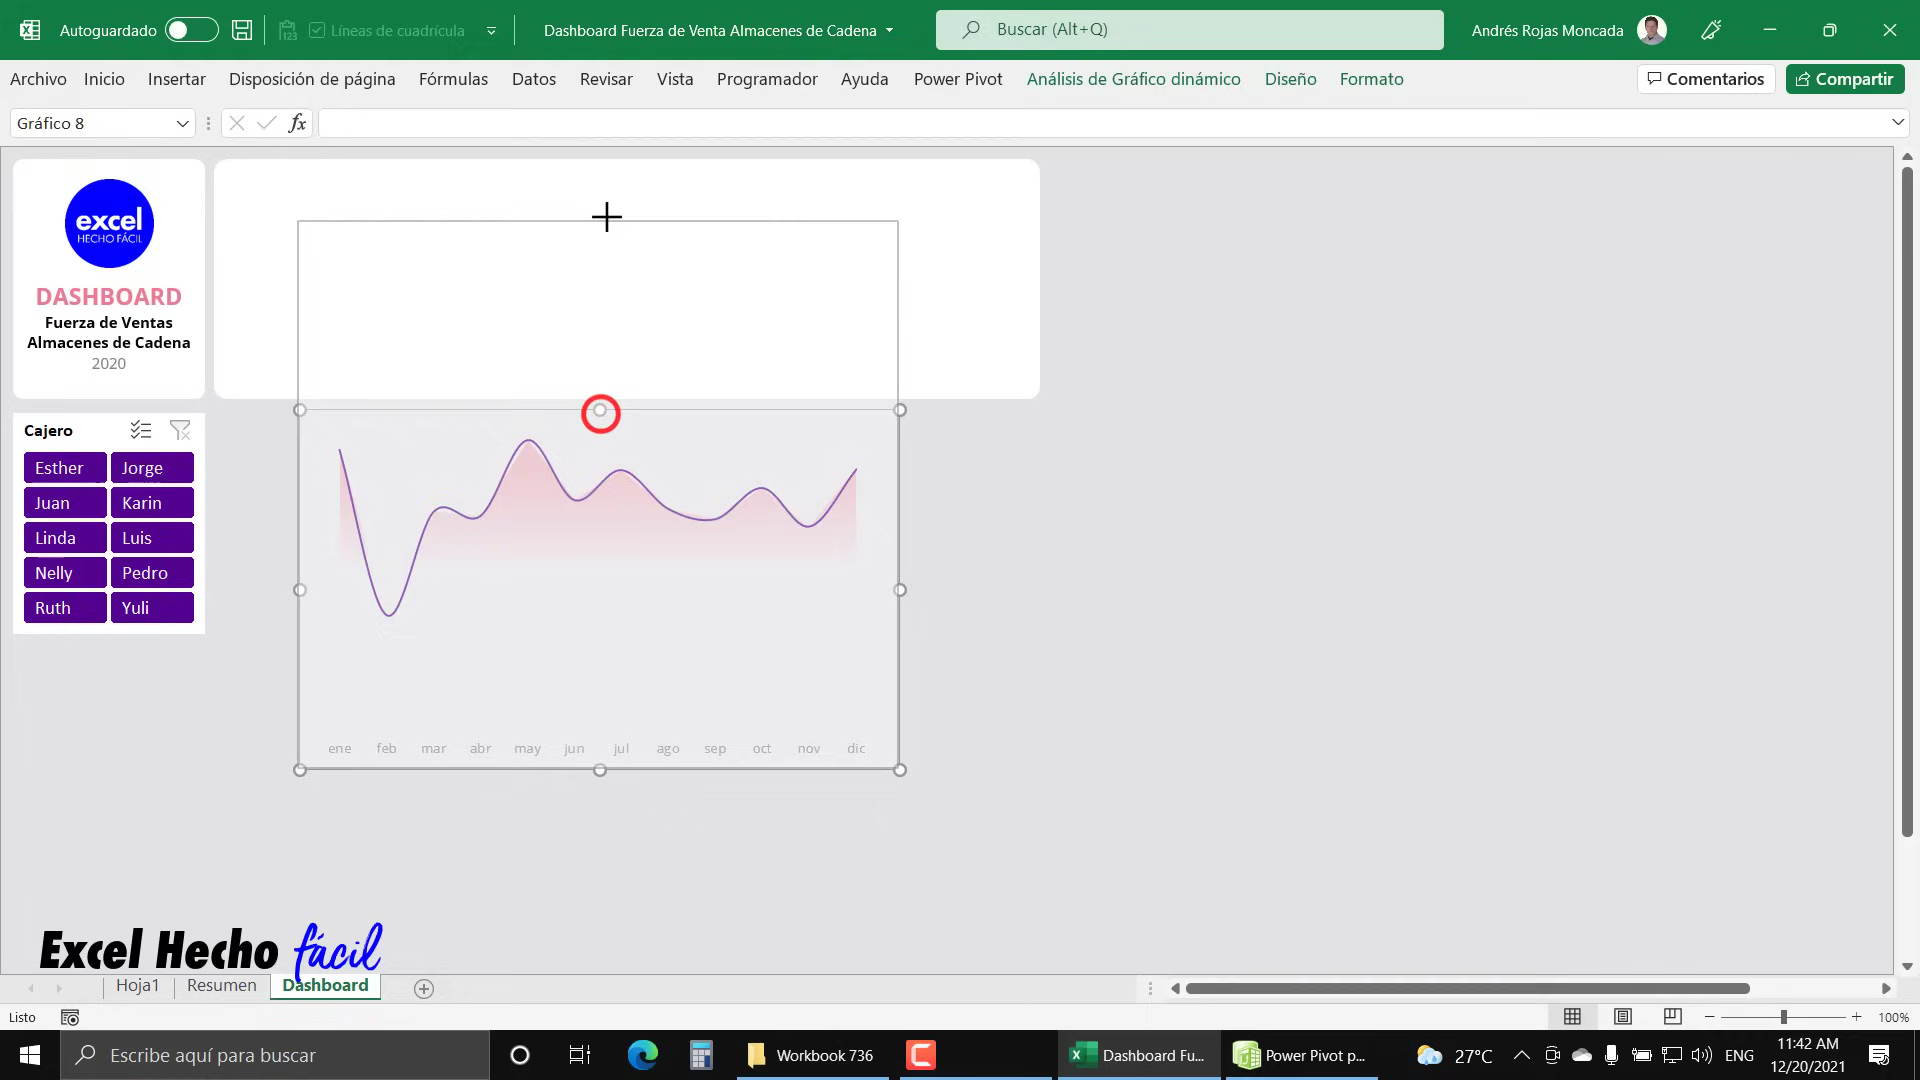 Autoguardado
Líneas de cuadrícula
Dashboard Fuerza de Venta Almacenes de Cadena
Buscar (Alt+Q)
Andrés Rojas Moncada
Archivo Inicio Insertar Disposición de página Fórmulas Datos Revisar Vista Programador Ayuda Power Pivot Análisis de Gráfico dinámico Diseño Formato
Comentarios Compartir
Gráfico 8
fx
excel
HECHO FÁCIL
DASHBOARD
Fuerza de Ventas
Almacenes de Cadena
2020
Cajero
Esther Jorge
Juan Karin
Linda Luis
Nelly Pedro
Ruth Yuli
ene feb mar abr may jun jul ago sep oct nov dic
Excel Hecho fácil
Hoja1 Resumen Dashboard
Listo
100%
Escribe aquí para buscar
Workbook 736
Dashboard Fu...
Power Pivot p...
27°C
ENG
11:42 AM
12/20/2021